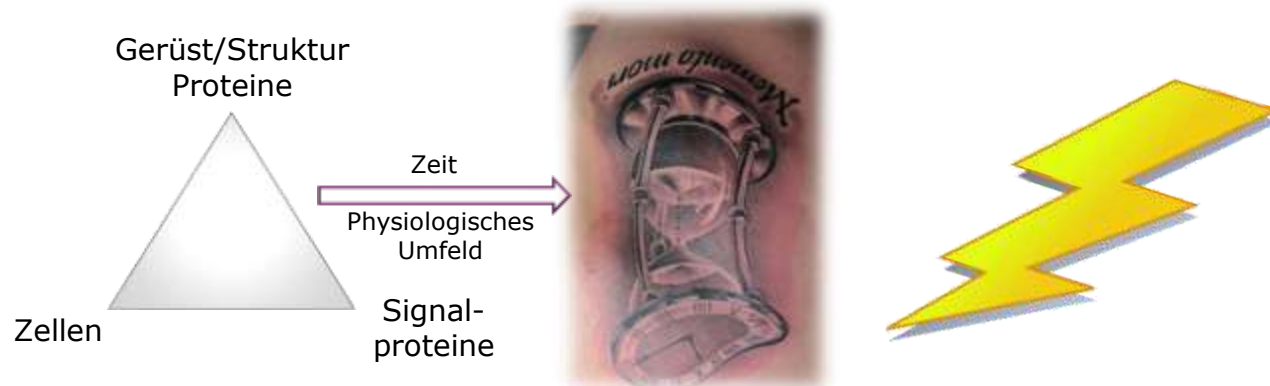 Gerüst/Struktur
Proteine
Zeit
Physiologisches
Umfeld
Zellen
Signal-
proteine
Memento mori